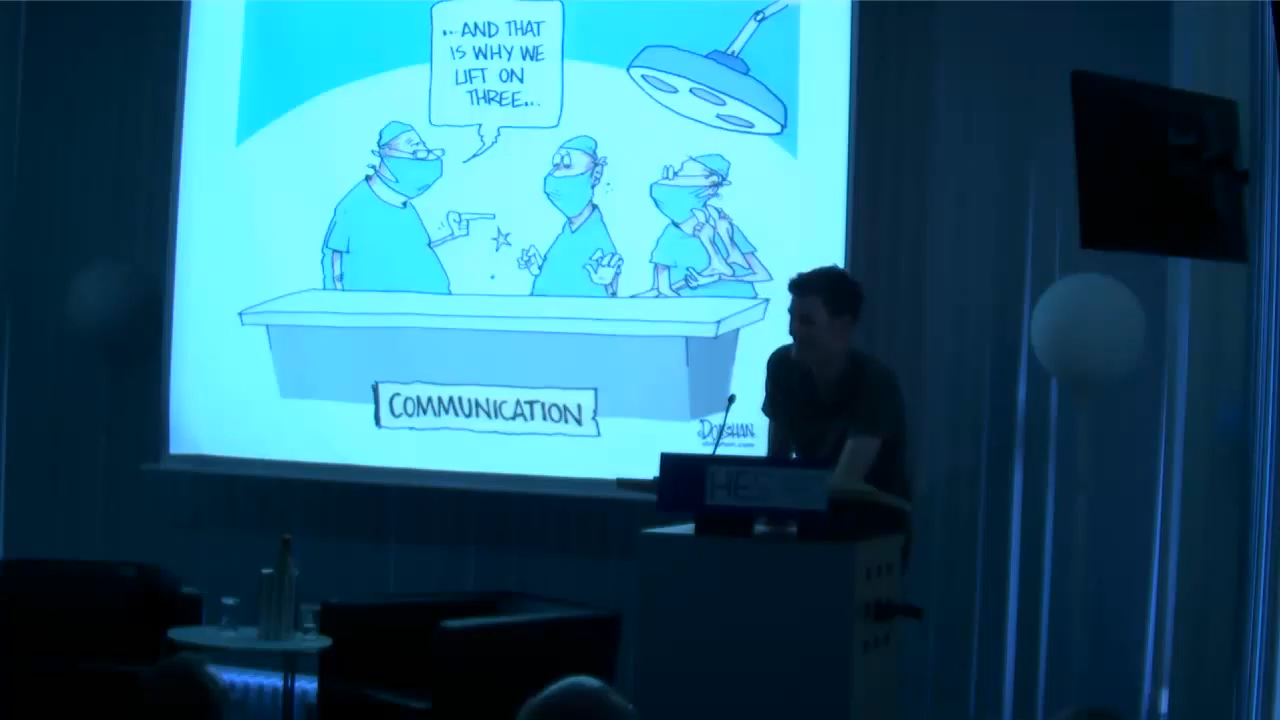 ...AND THAT
IS WHY WE
LIFT ON
THREE...
COMMUNICATION